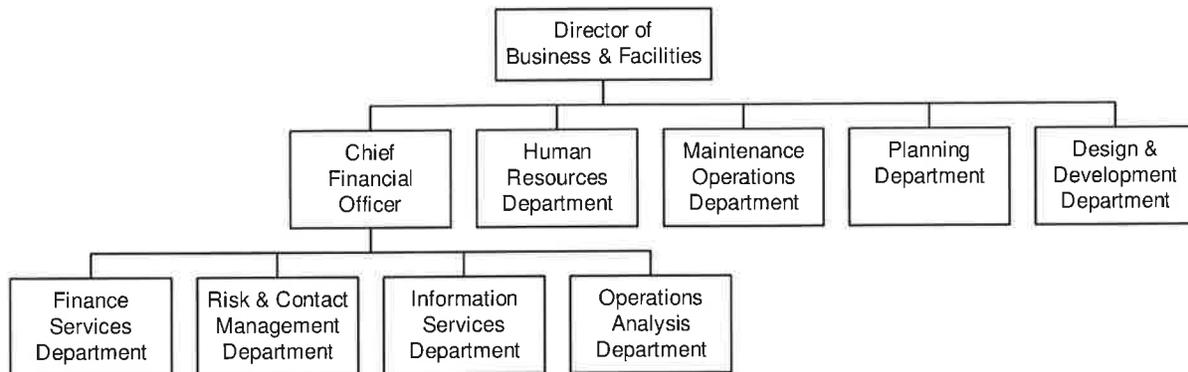 Director of
Business & Facilities
Chief
Financial
Officer
Human
Resources
Department
Maintenance
Operations
Department
Planning
Department
Design &
Development
Department
Finance
Services
Department
Risk & Contact
Management
Department
Information
Services
Department
Operations
Analysis
Department